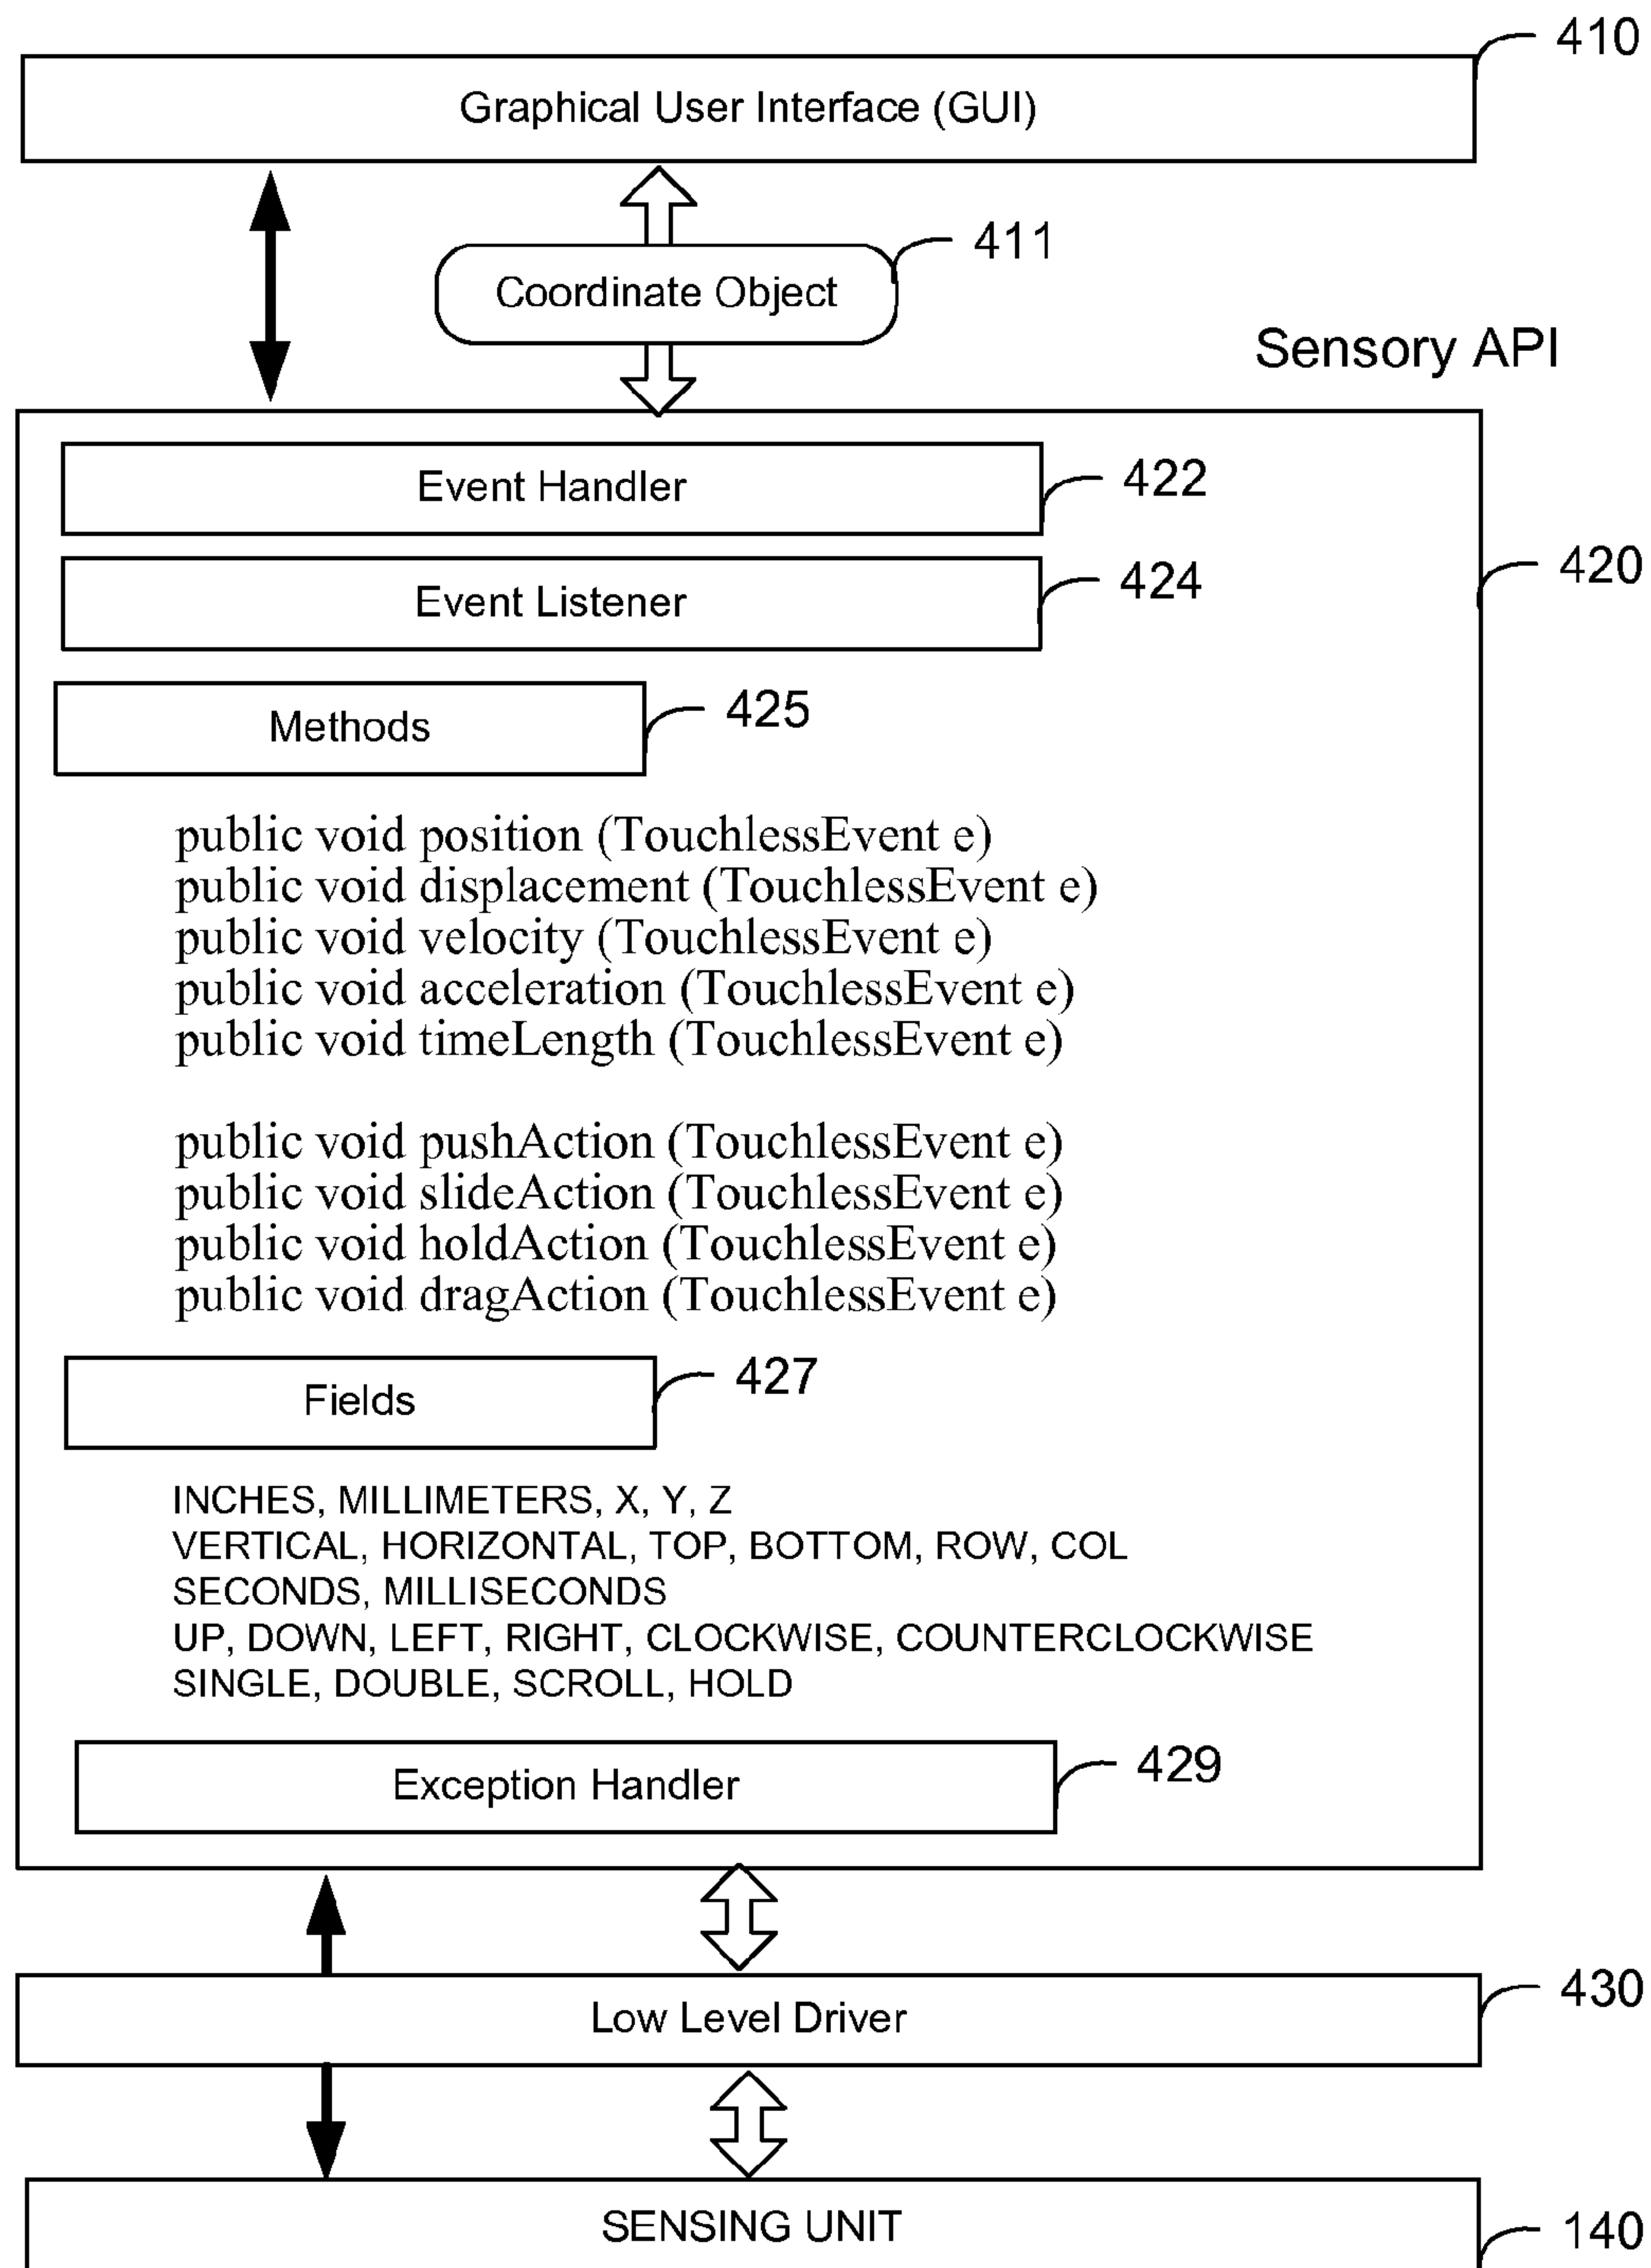 410
Graphical User Interface (GUI)
411
Coordinate Object
Sensory API
Event Handler
422
420
Event Listener
424
Methods
425
public void position (TouchlessEvent e)
public void displacement (TouchlessEvent e)
public void velocity (TouchlessEvent e)
public void acceleration (TouchlessEvent e)
public void timeLength (TouchlessEvent e)
public void pushAction (TouchlessEvent e)
public void slideAction (TouchlessEvent e)
public void holdAction (TouchlessEvent e)
public void dragAction (TouchlessEvent e)
Fields
427
INCHES, MILLIMETERS, X, Y, Z
VERTICAL, HORIZONTAL, TOP, BOTTOM, ROW, COL
SECONDS, MILLISECONDS
UP, DOWN, LEFT, RIGHT, CLOCKWISE, COUNTERCLOCKWISE
SINGLE, DOUBLE, SCROLL, HOLD
Exception Handler
429
Low Level Driver
430
SENSING UNIT
140